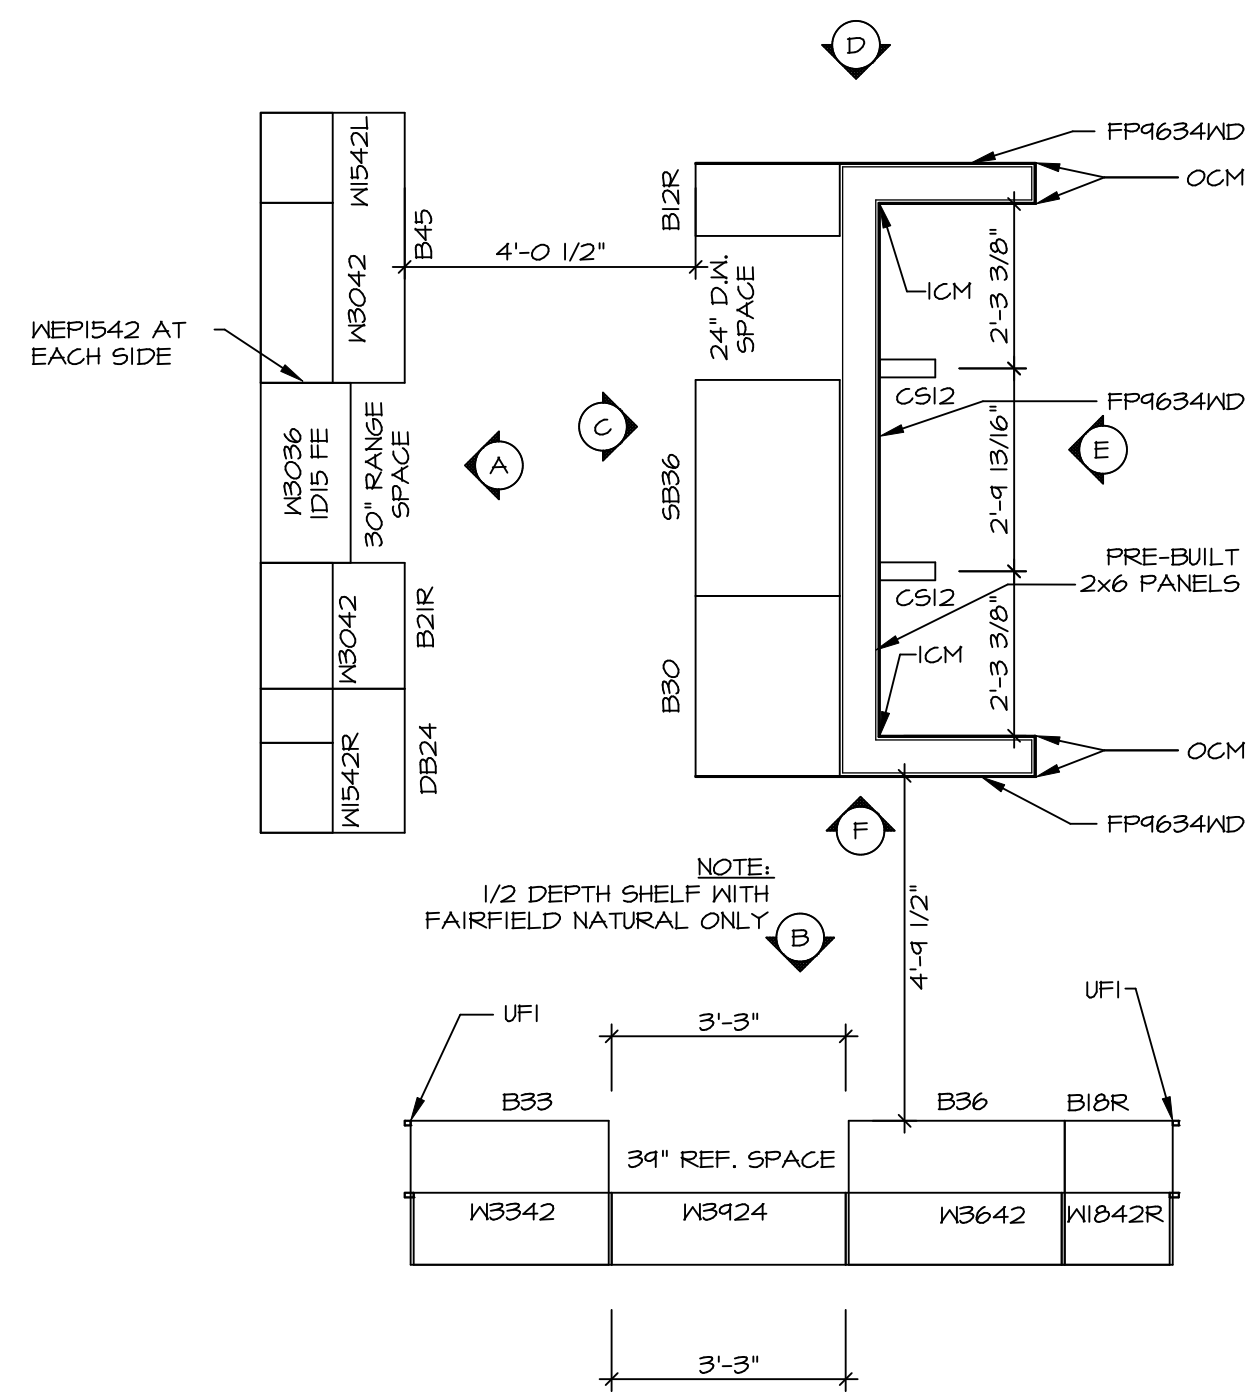 D
FP9634WD
OCM
W1542L
B45
W3042
4'-0 1/2"
B12R
24" D.W.
SPACE
ICM
2'-3 3/8"
WEP1542 AT
EACH SIDE
CS12
FP9634WD
C
A
E
W3036
ID15 FE
30" RANGE
SPACE
SB36
2'-9 13/16"
PRE-BUILT
2x6 PANELS
CS12
W3042
B21R
B30
ICM
2'-3 3/8"
W1542R
DB24
OCM
FP9634WD
F
NOTE:
1/2 DEPTH SHELF WITH
FAIRFIELD NATURAL ONLY
B
4'-9 1/2"
UF1
UF1
3'-3"
B33
B36
B18R
39" REF. SPACE
W3342
W3924
W3642
W1842R
3'-3"